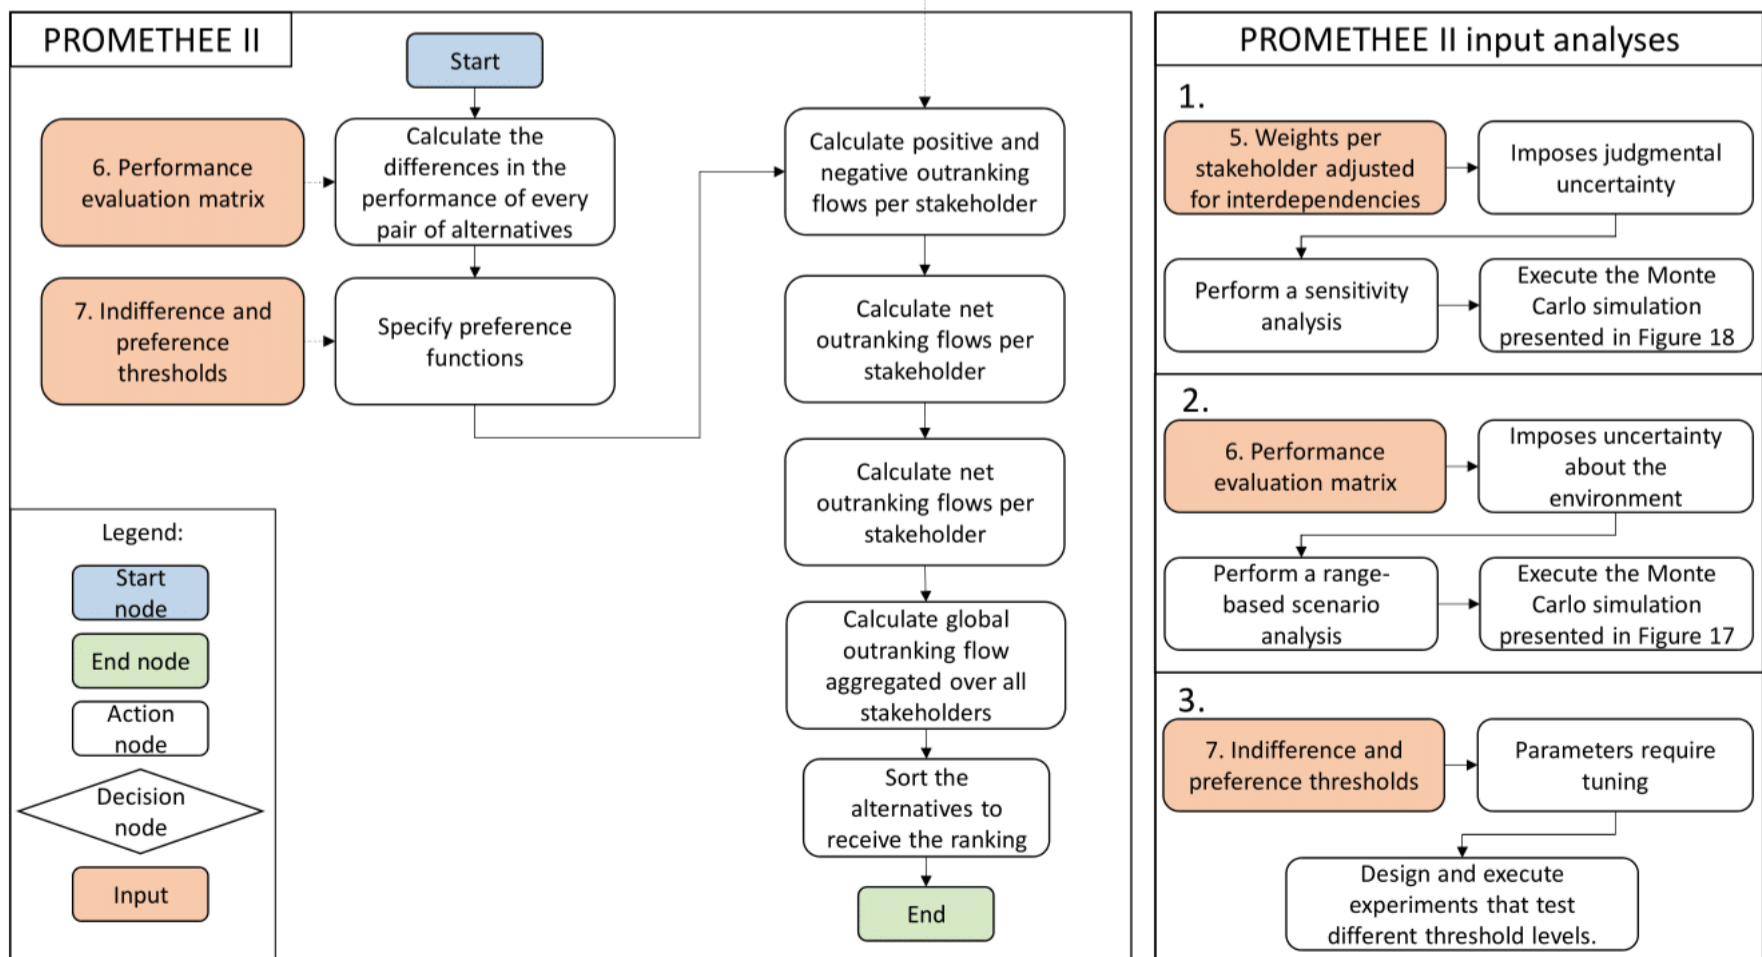 PROMETHEE II
Start
6. Performance
evaluation matrix
Calculate the
differences in the
performance of every
pair of alternatives
7. Indifference and
preference
thresholds
Specify preference
functions
Calculate positive and
negative outranking
flows per stakeholder
Calculate net
outranking flows per
stakeholder
Calculate net
outranking flows per
stakeholder
Calculate global
outranking flow
aggregated over all
stakeholders
Sort the
alternatives to
receive the ranking
End
Legend:
Start
node
End node
Action
node
Decision
node
Input
PROMETHEE II input analyses
1.
5. Weights per
stakeholder adjusted
for interdependencies
Imposes judgmental
uncertainty
Perform a sensitivity
analysis
Execute the Monte
Carlo simulation
presented in Figure 18
2.
6. Performance
evaluation matrix
Imposes uncertainty
about the
environment
Perform a range-
based scenario
analysis
Execute the Monte
Carlo simulation
presented in Figure 17
3.
7. Indifference and
preference thresholds
Parameters require
tuning
Design and execute
experiments that test
different threshold levels.